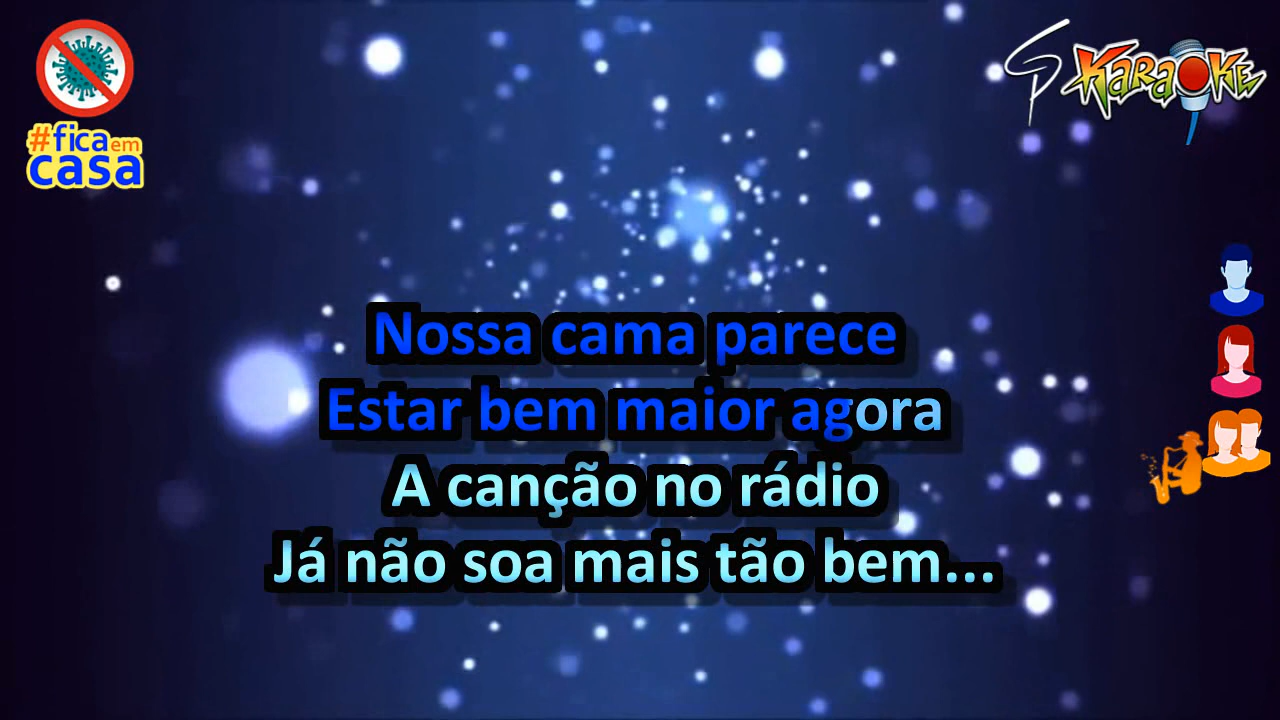 #fica em
casa
SP KARAOKE
Nossa cama parece
Estar bem maior agora
A canção no rádio
Já não soa mais tão bem...